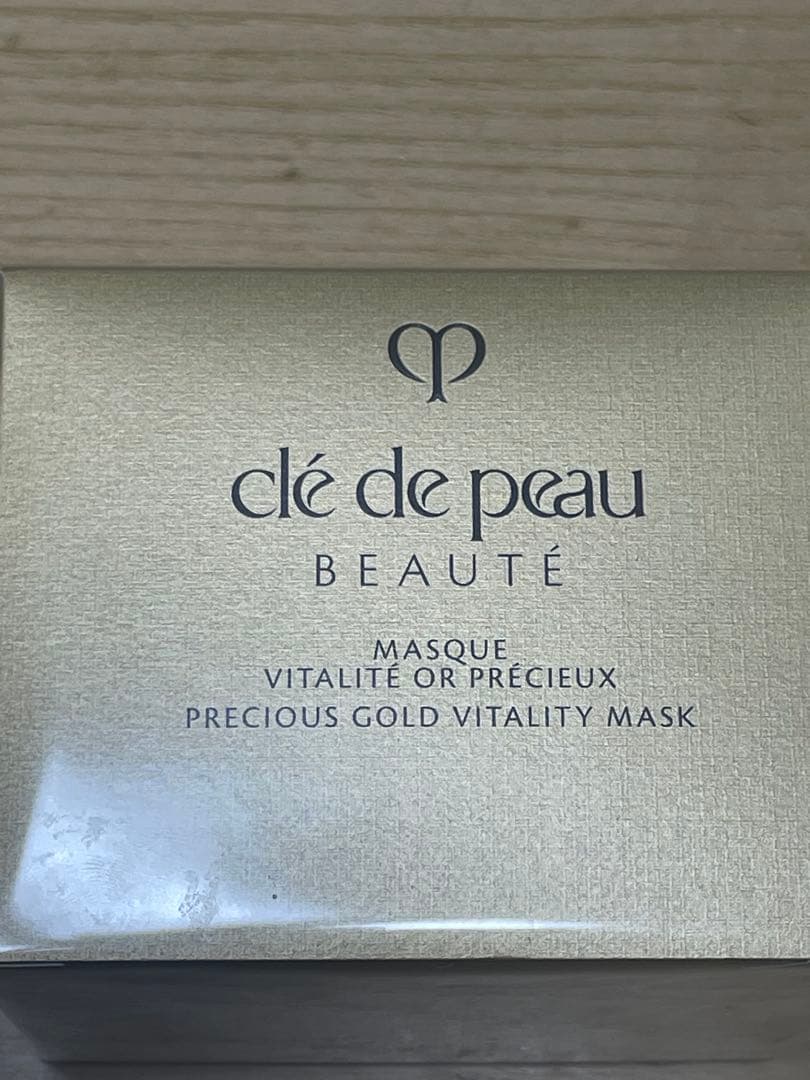 clé de peau
BEAUTÉ
MASQUE
VITALITÉ OR PRÉCIEUX
PRECIOUS GOLD VITALITY MASK